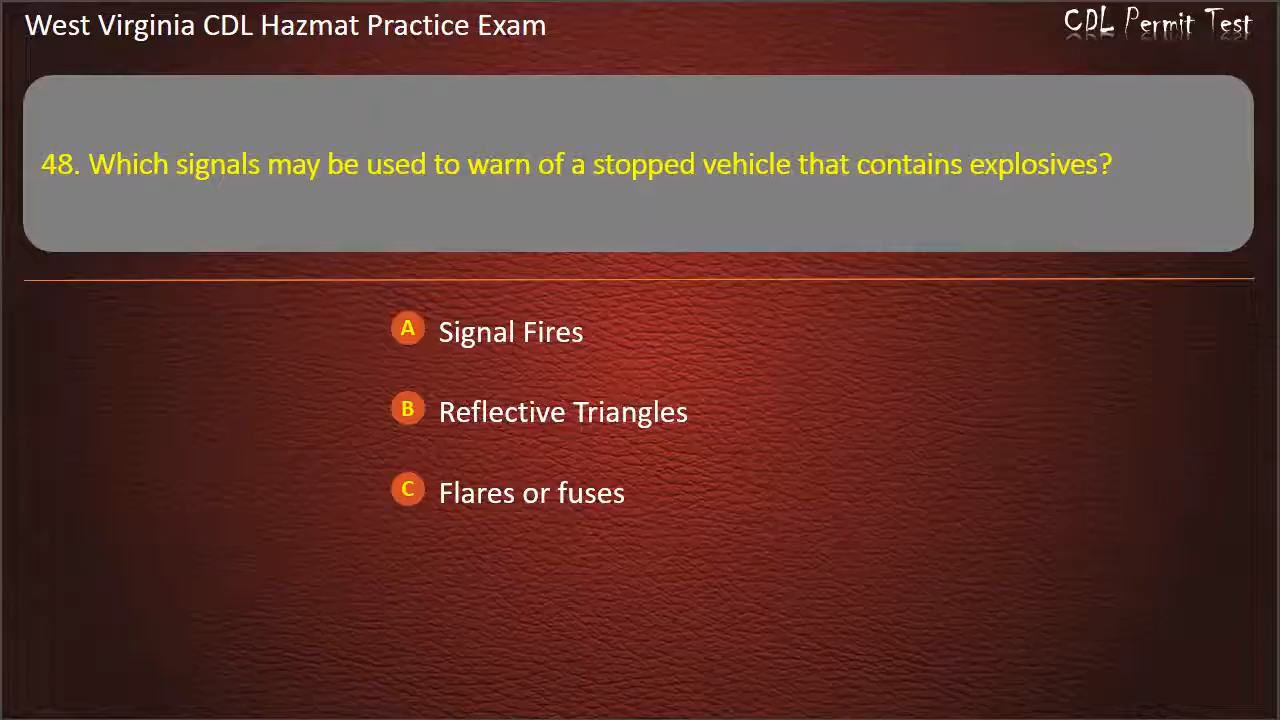 West Virginia CDL Hazmat Practice Exam
CDL Permit Test
48. Which signals may be used to warn of a stopped vehicle that contains explosives?
A Signal Fires
B Reflective Triangles
C Flares or fuses